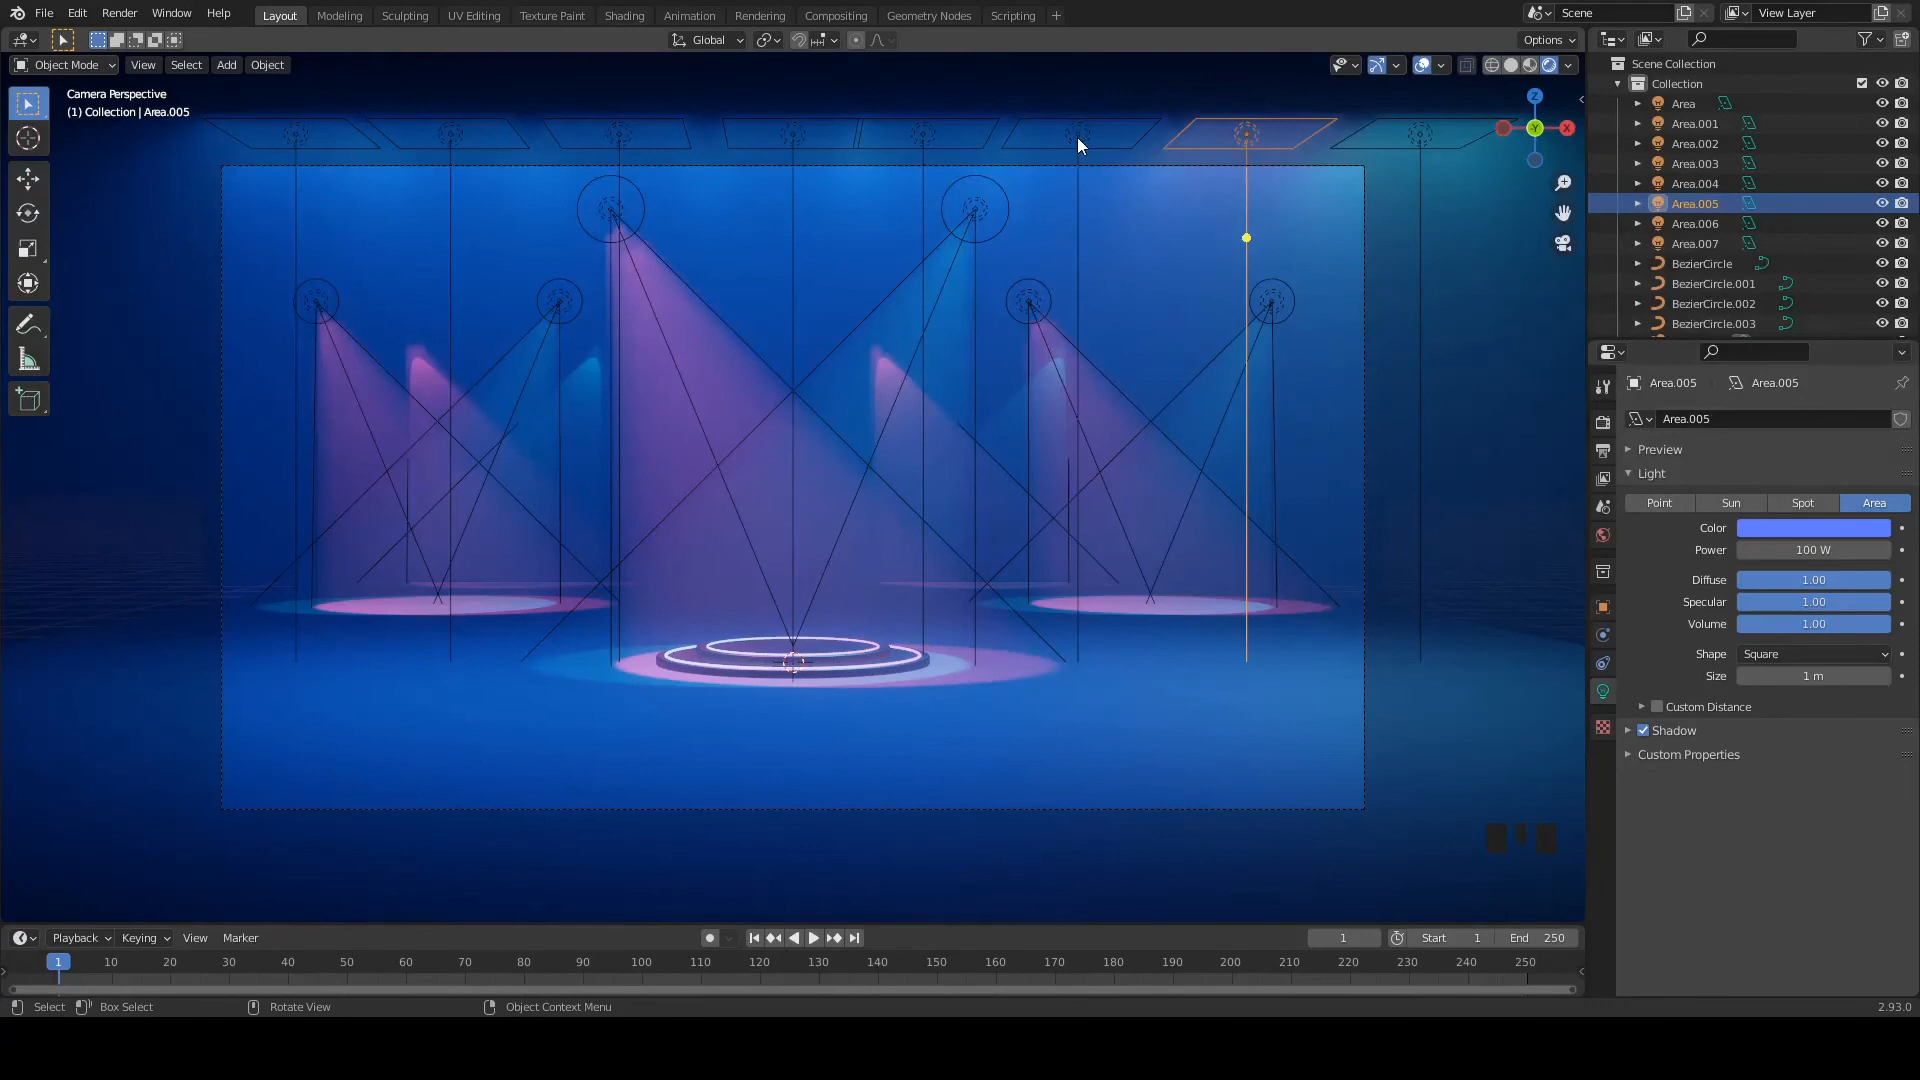 File Edit Render Window Help
Layout Modeling Sculpting UV Editing Texture Paint Shading Animation Rendering Compositing Geometry Nodes Scripting +
Scene
View Layer
Global
Options
Object Mode View Select Add Object
Camera Perspective
(1) Collection | Area.005
Z
Y
X
Scene Collection
Collection
Area
Area.001
Area.002
Area.003
Area.004
Area.005
Area.006
Area.007
BezierCircle
BezierCircle.001
BezierCircle.002
BezierCircle.003
Area.005 Area.005
Area.005
Preview
Light
Point Sun Spot Area
Color
Power 100 W
Diffuse 1.00
Specular 1.00
Volume 1.00
Shape Square
Size 1 m
Custom Distance
Shadow
Custom Properties
Playback Keying View Marker
1 Start 1 End 250
1 10 20 30 40 50 60 70 80 90 100 110 120 130 140 150 160 170 180 190 200 210 220 230 240 250
Select Box Select Rotate View Object Context Menu
2.93.0